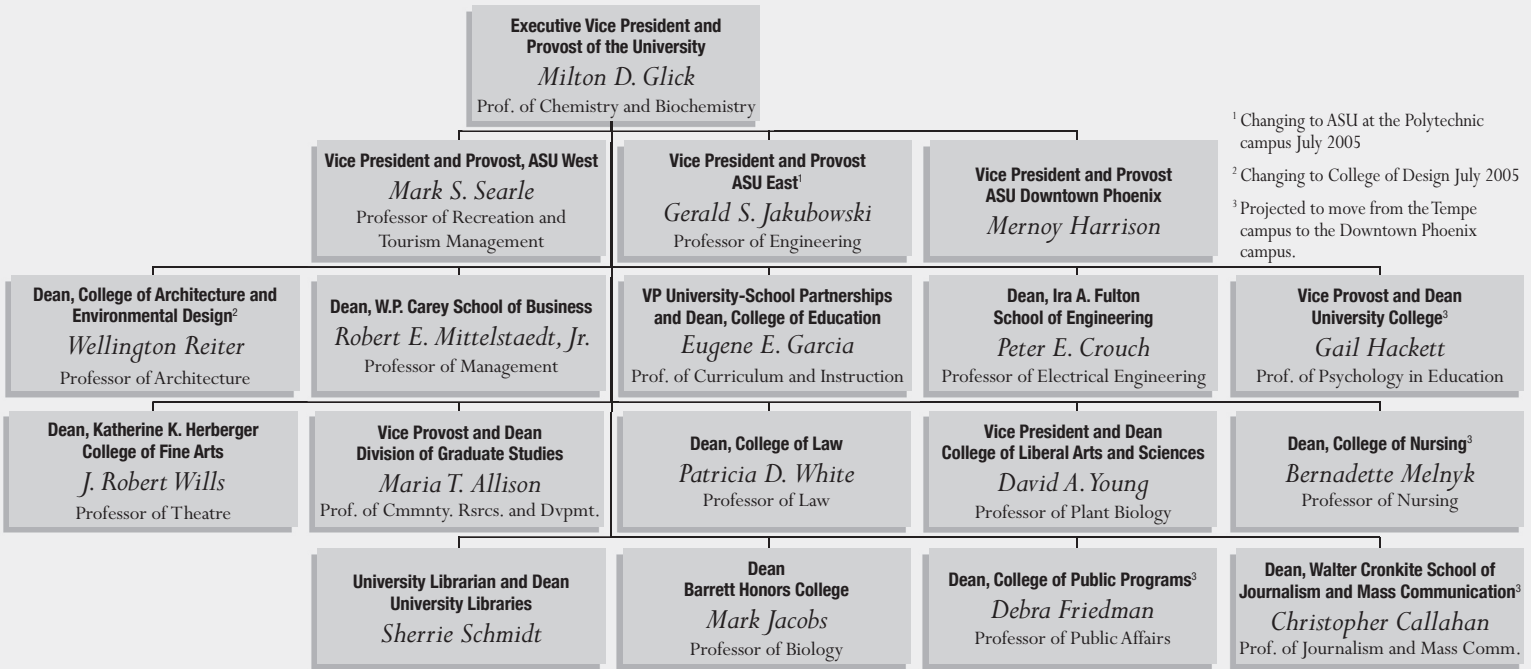 Executive Vice President and
Provost of the University
Milton D. Glick
Prof. of Chemistry and Biochemistry
Vice President and Provost, ASU West
Mark S. Searle
Professor of Recreation and
Tourism Management
Vice President and Provost
ASU East¹
Gerald S. Jakubowski
Professor of Engineering
Vice President and Provost
ASU Downtown Phoenix
Mernoy Harrison
¹ Changing to ASU at the Polytechnic
campus July 2005
² Changing to College of Design July 2005
³ Projected to move from the Tempe
campus to the Downtown Phoenix
campus.
Dean, College of Architecture and
Environmental Design²
Wellington Reiter
Professor of Architecture
Dean, W.P. Carey School of Business
Robert E. Mittelstaedt, Jr.
Professor of Management
VP University-School Partnerships
and Dean, College of Education
Eugene E. Garcia
Prof. of Curriculum and Instruction
Dean, Ira A. Fulton
School of Engineering
Peter E. Crouch
Professor of Electrical Engineering
Vice Provost and Dean
University College³
Gail Hackett
Prof. of Psychology in Education
Dean, Katherine K. Herberger
College of Fine Arts
J. Robert Wills
Professor of Theatre
Vice Provost and Dean
Division of Graduate Studies
Maria T. Allison
Prof. of Cmmnty. Rsrcs. and Dvpmt.
Dean, College of Law
Patricia D. White
Professor of Law
Vice President and Dean
College of Liberal Arts and Sciences
David A. Young
Professor of Plant Biology
Dean, College of Nursing³
Bernadette Melnyk
Professor of Nursing
University Librarian and Dean
University Libraries
Sherrie Schmidt
Dean
Barrett Honors College
Mark Jacobs
Professor of Biology
Dean, College of Public Programs³
Debra Friedman
Professor of Public Affairs
Dean, Walter Cronkite School of
Journalism and Mass Communication³
Christopher Callahan
Prof. of Journalism and Mass Comm.